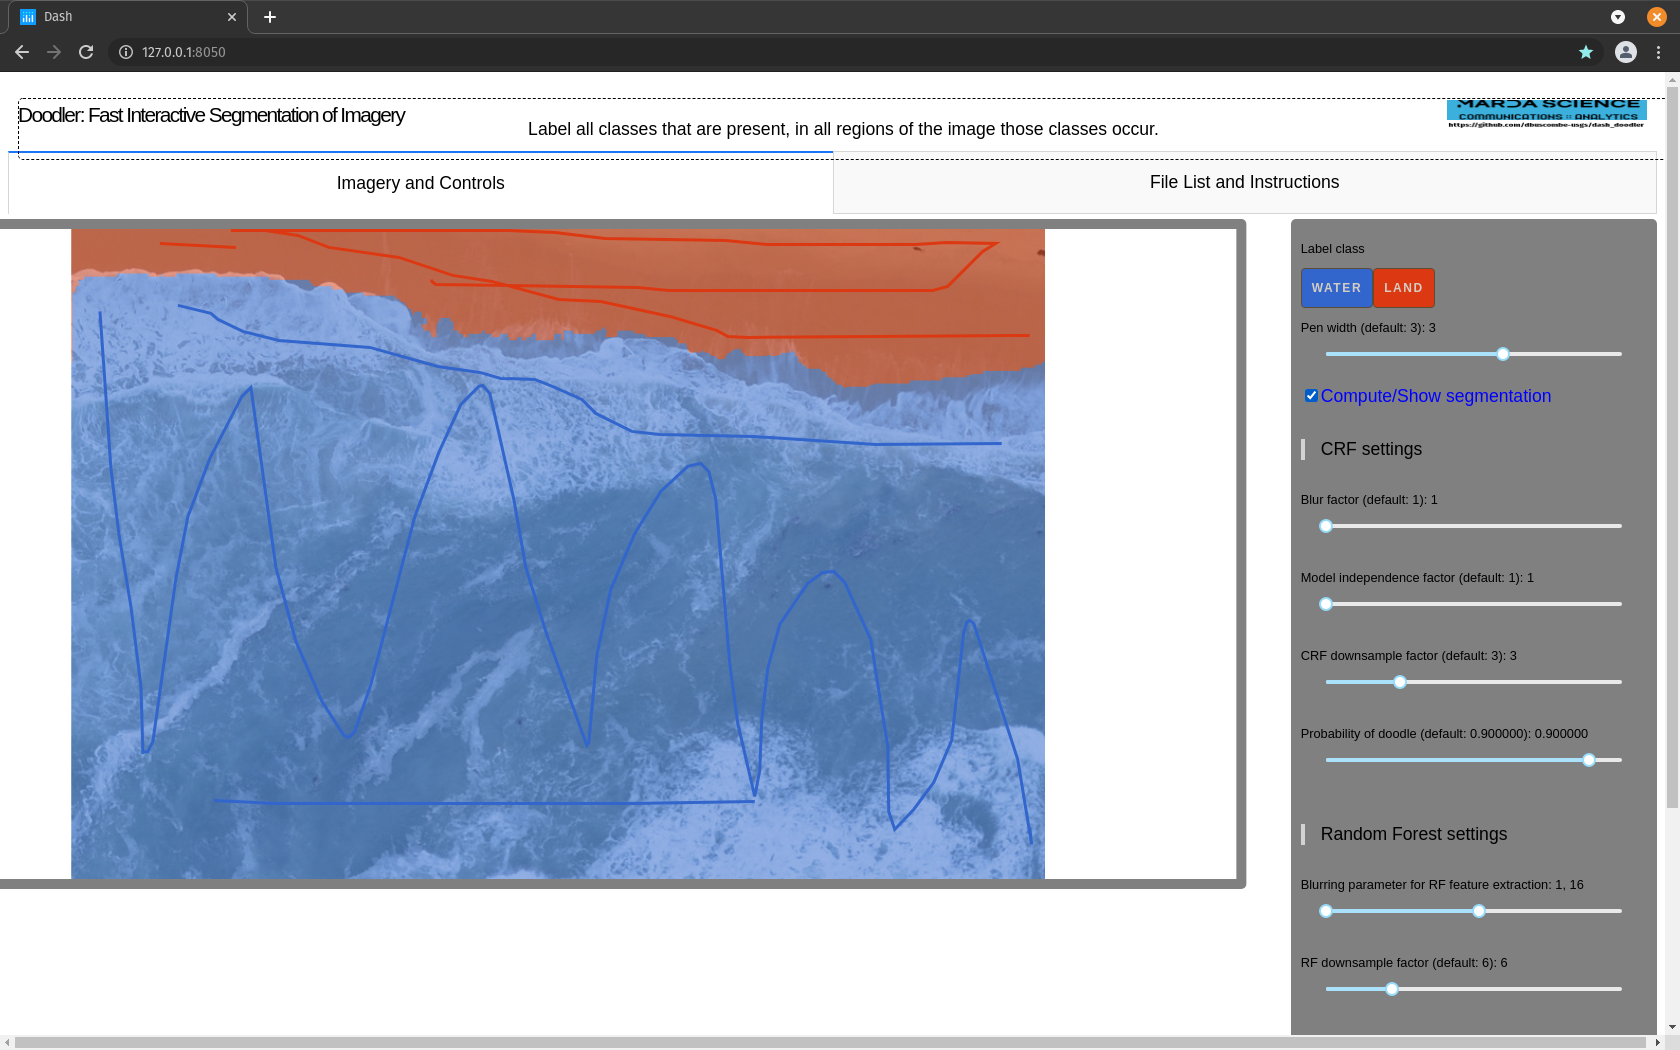 Dash
127.0.0.1:8050
Doodler: Fast Interactive Segmentation of Imagery
Label all classes that are present, in all regions of the image those classes occur.
MARDA SCIENCE
COMMUNICATIONS :: ANALYTICS
https://github.com/dbuscombe-usgs/dash_doodler
Imagery and Controls
File List and Instructions
Label class
WATER LAND
Pen width (default: 3): 3
Compute/Show segmentation
CRF settings
Blur factor (default: 1): 1
Model independence factor (default: 1): 1
CRF downsample factor (default: 3): 3
Probability of doodle (default: 0.900000): 0.900000
Random Forest settings
Blurring parameter for RF feature extraction: 1, 16
RF downsample factor (default: 6): 6